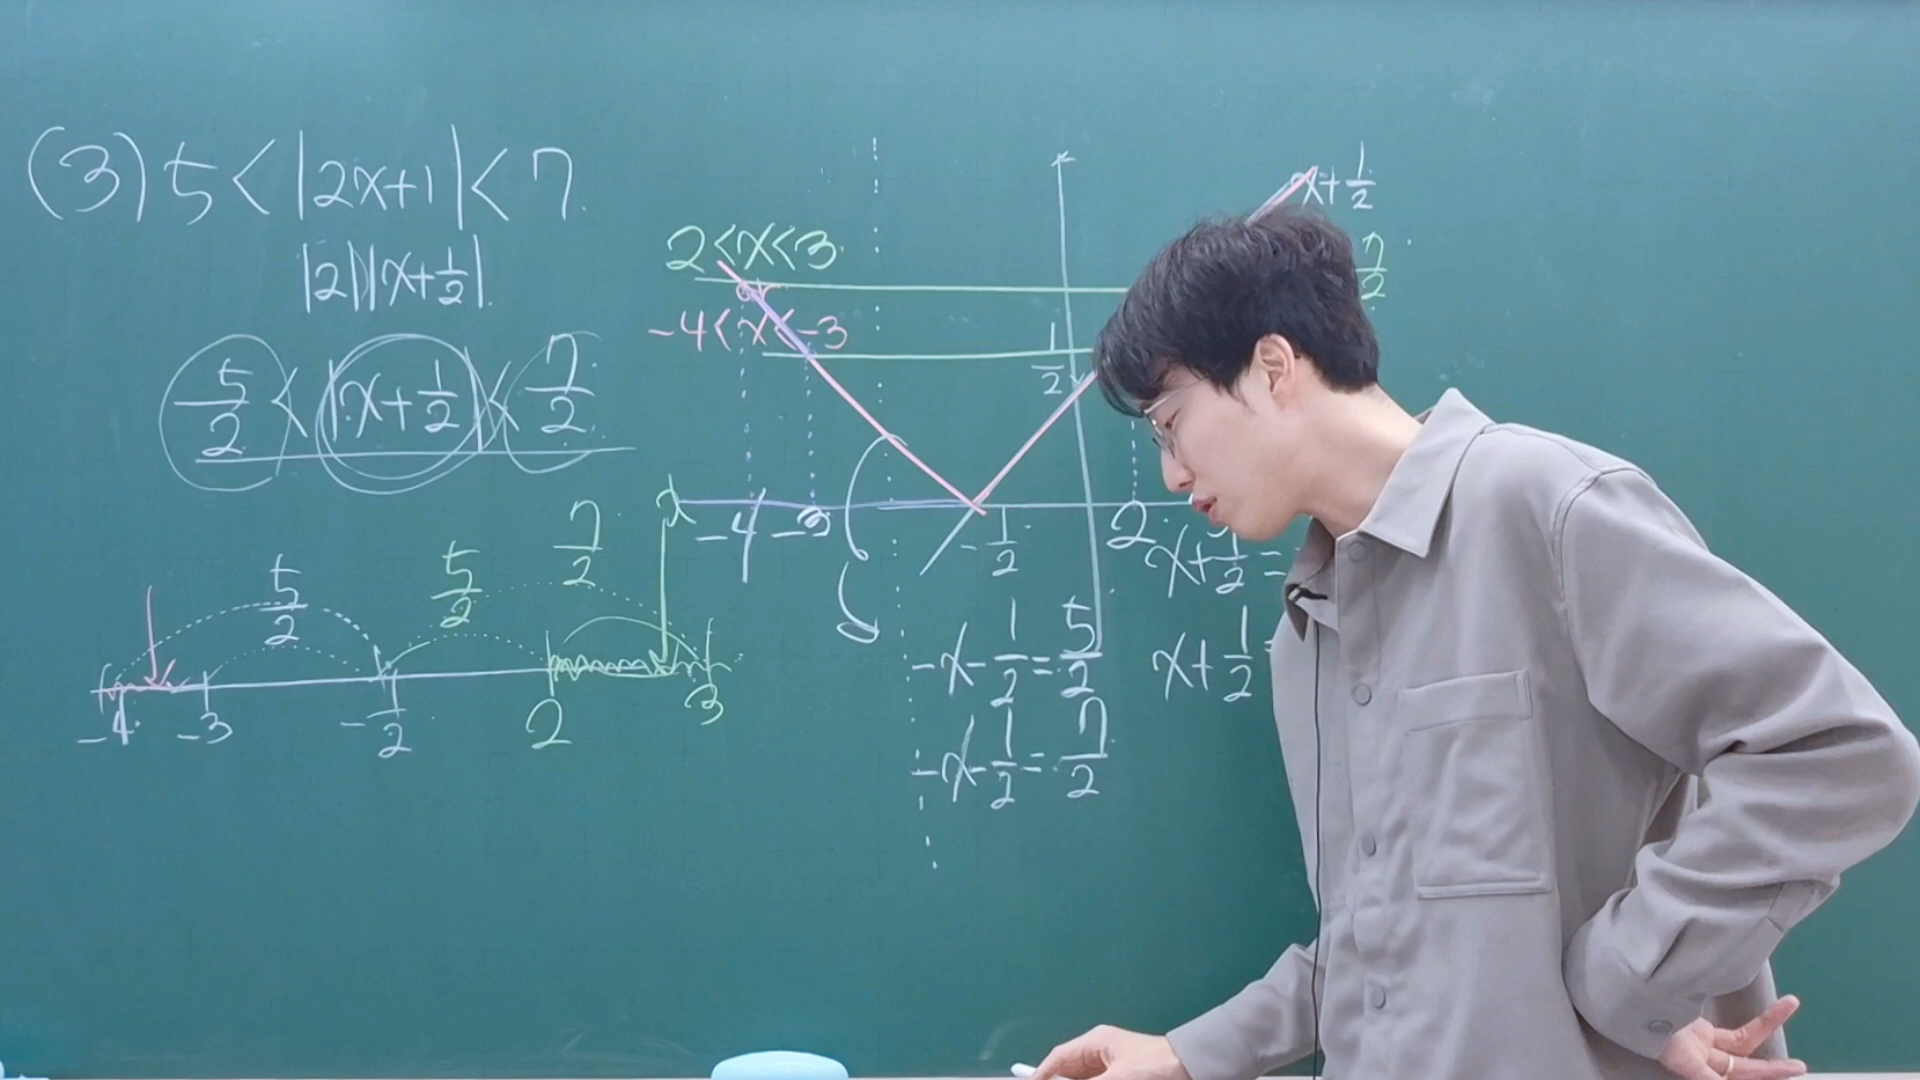 (3) 5 < |2x+1| < 7.
|2||x+1/2|.
5/2 < |x+1/2| < 7/2
5/2
5/2
7/2
x
-4 -3 -1/2 2 3
2<x<3
-4<x<-3
x+1/2
7/2
1/2
-4 -3 -1/2 2
x+1/2=
-x-1/2=5/2
x+1/2=
-x-1/2=7/2